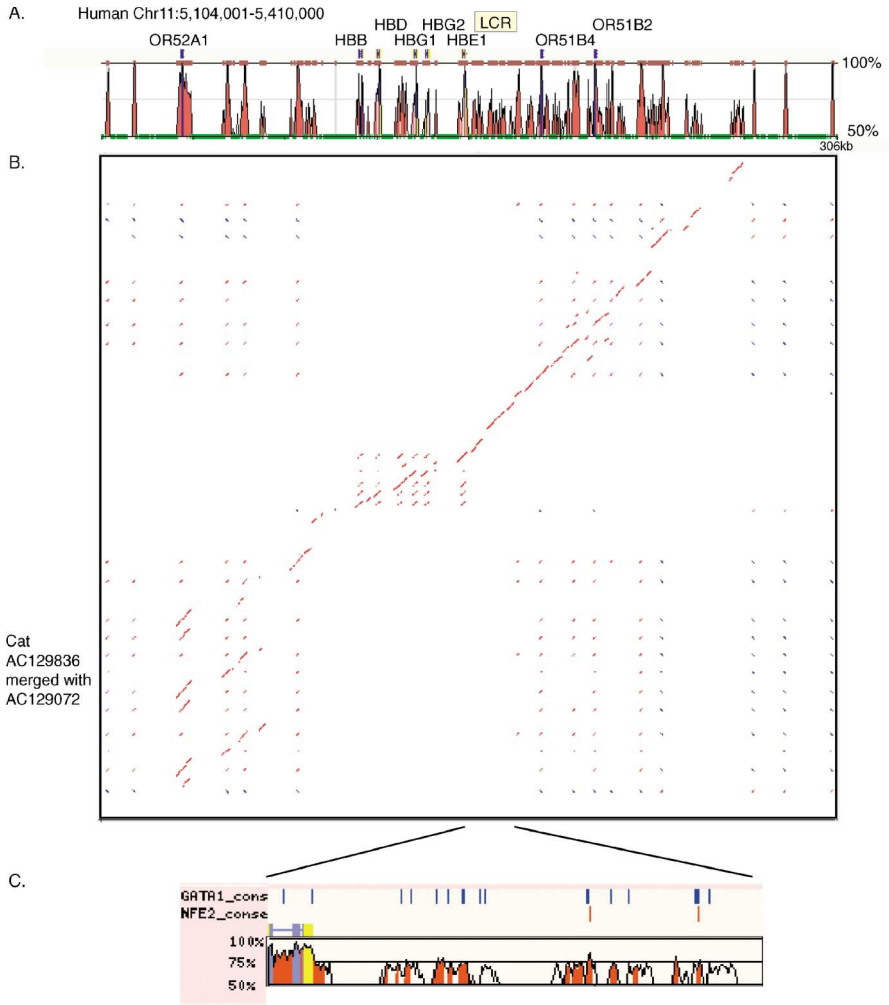 A.
Human Chr11:5,104,001-5,410,000
HBD HBG2 LCR OR51B2
OR52A1 HBB HBG1 HBE1 OR51B4
100%
50%
306kb
B.
Cat
AC129836
merged with
AC129072
C.
GATA1_cons
NFE2_conse
100%
75%
50%